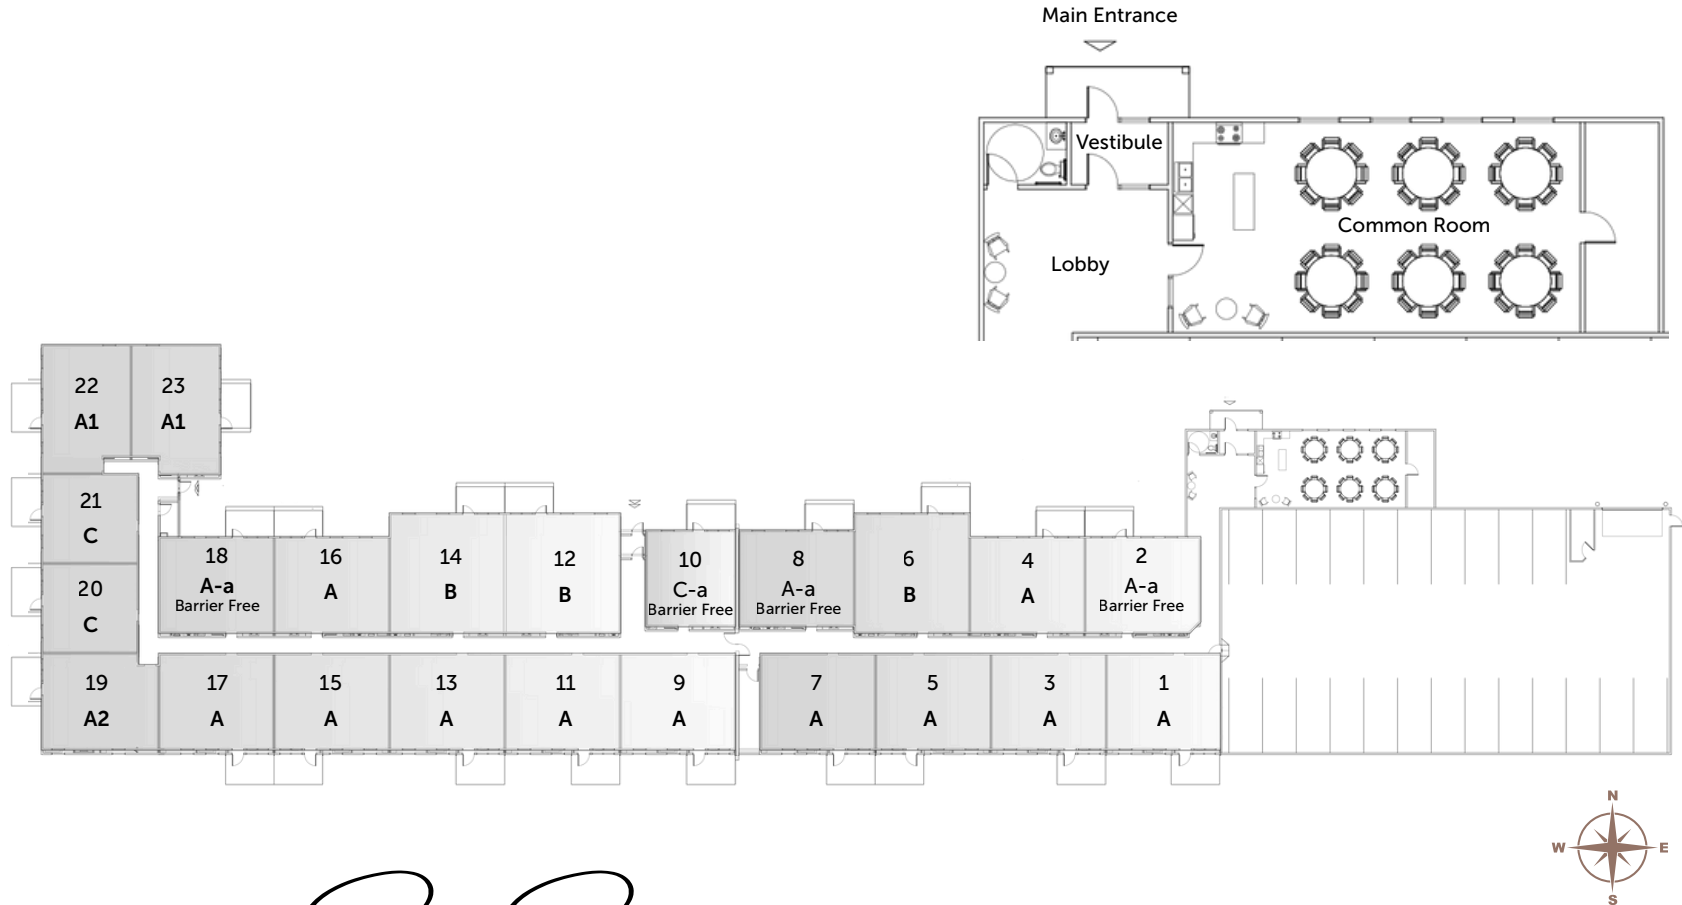 Main Entrance
Vestibule
Common Room
Lobby
22
A1
23
A1
21
C
20
C
19
A2
18
A-a
Barrier Free
16
A
14
B
12
B
10
C-a
Barrier Free
8
A-a
Barrier Free
6
B
4
A
2
A-a
Barrier Free
17
A
15
A
13
A
11
A
9
A
7
A
5
A
3
A
1
A
N
W
E
S